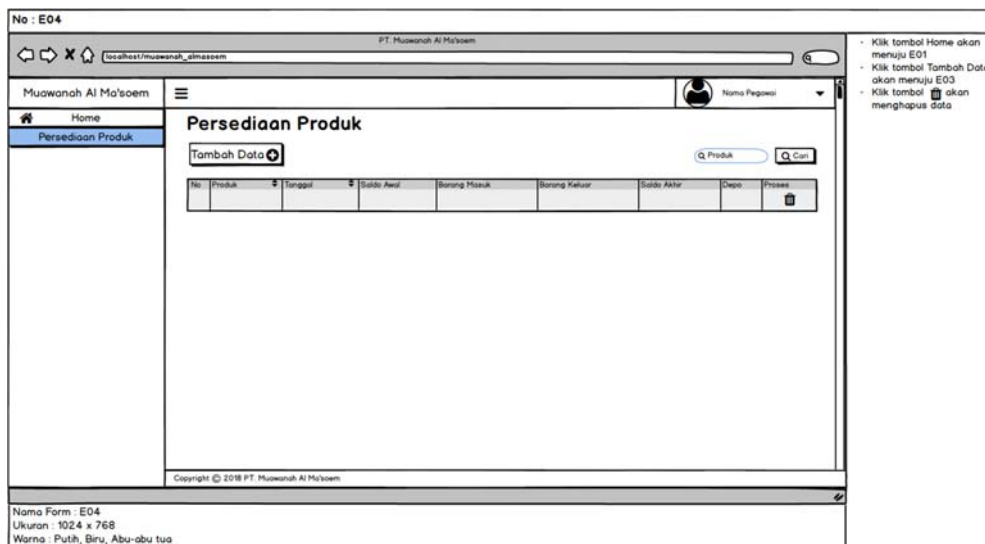 No : E04
PT. Muawanah Al Ma'soem
localhost/muawanah_almasoem
Muawanah Al Ma'soem
Nama Pegawai
Home
Persediaan Produk
Persediaan Produk
Tambah Data
Produk
Cari
No Produk Tanggal Saldo Awal Barang Masuk Barang Keluar Saldo Akhir Depo Proses
Copyright © 2018 PT. Muawanah Al Ma'soem
- Klik tombol Home akan
menuju E01
- Klik tombol Tambah Data
akan menuju E03
- Klik tombol akan
menghapus data
Nama Form : E04
Ukuran : 1024 x 768
Warna : Putih, Biru, Abu-abu tua